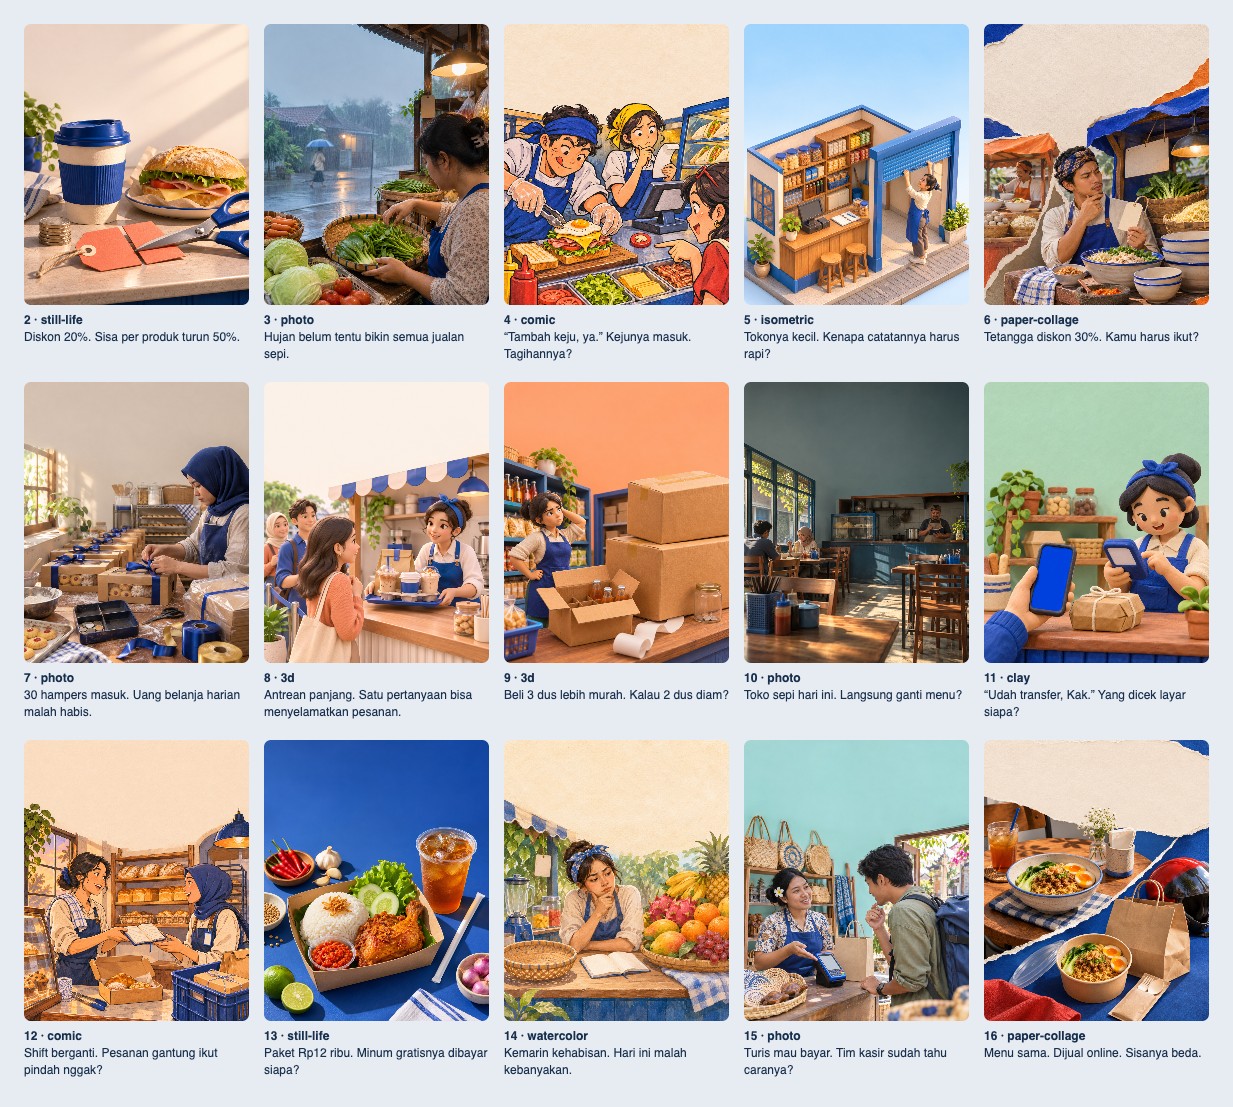 2 · still-life
Diskon 20%. Sisa per produk turun 50%.
3 · photo
Hujan belum tentu bikin semua jualan
sepi.
4 · comic
“Tambah keju, ya.” Kejunya masuk.
Tagihannya?
5 · isometric
Tokonya kecil. Kenapa catatannya harus
rapi?
6 · paper-collage
Tetangga diskon 30%. Kamu harus ikut?
7 · photo
30 hampers masuk. Uang belanja harian
malah habis.
8 · 3d
Antrean panjang. Satu pertanyaan bisa
menyelamatkan pesanan.
9 · 3d
Beli 3 dus lebih murah. Kalau 2 dus diam?
10 · photo
Toko sepi hari ini. Langsung ganti menu?
11 · clay
“Udah transfer, Kak.” Yang dicek layar
siapa?
12 · comic
Shift berganti. Pesanan gantung ikut
pindah nggak?
13 · still-life
Paket Rp12 ribu. Minum gratisnya dibayar
siapa?
14 · watercolor
Kemarin kehabisan. Hari ini malah
kebanyakan.
15 · photo
Turis mau bayar. Tim kasir sudah tahu
caranya?
16 · paper-collage
Menu sama. Dijual online. Sisanya beda.